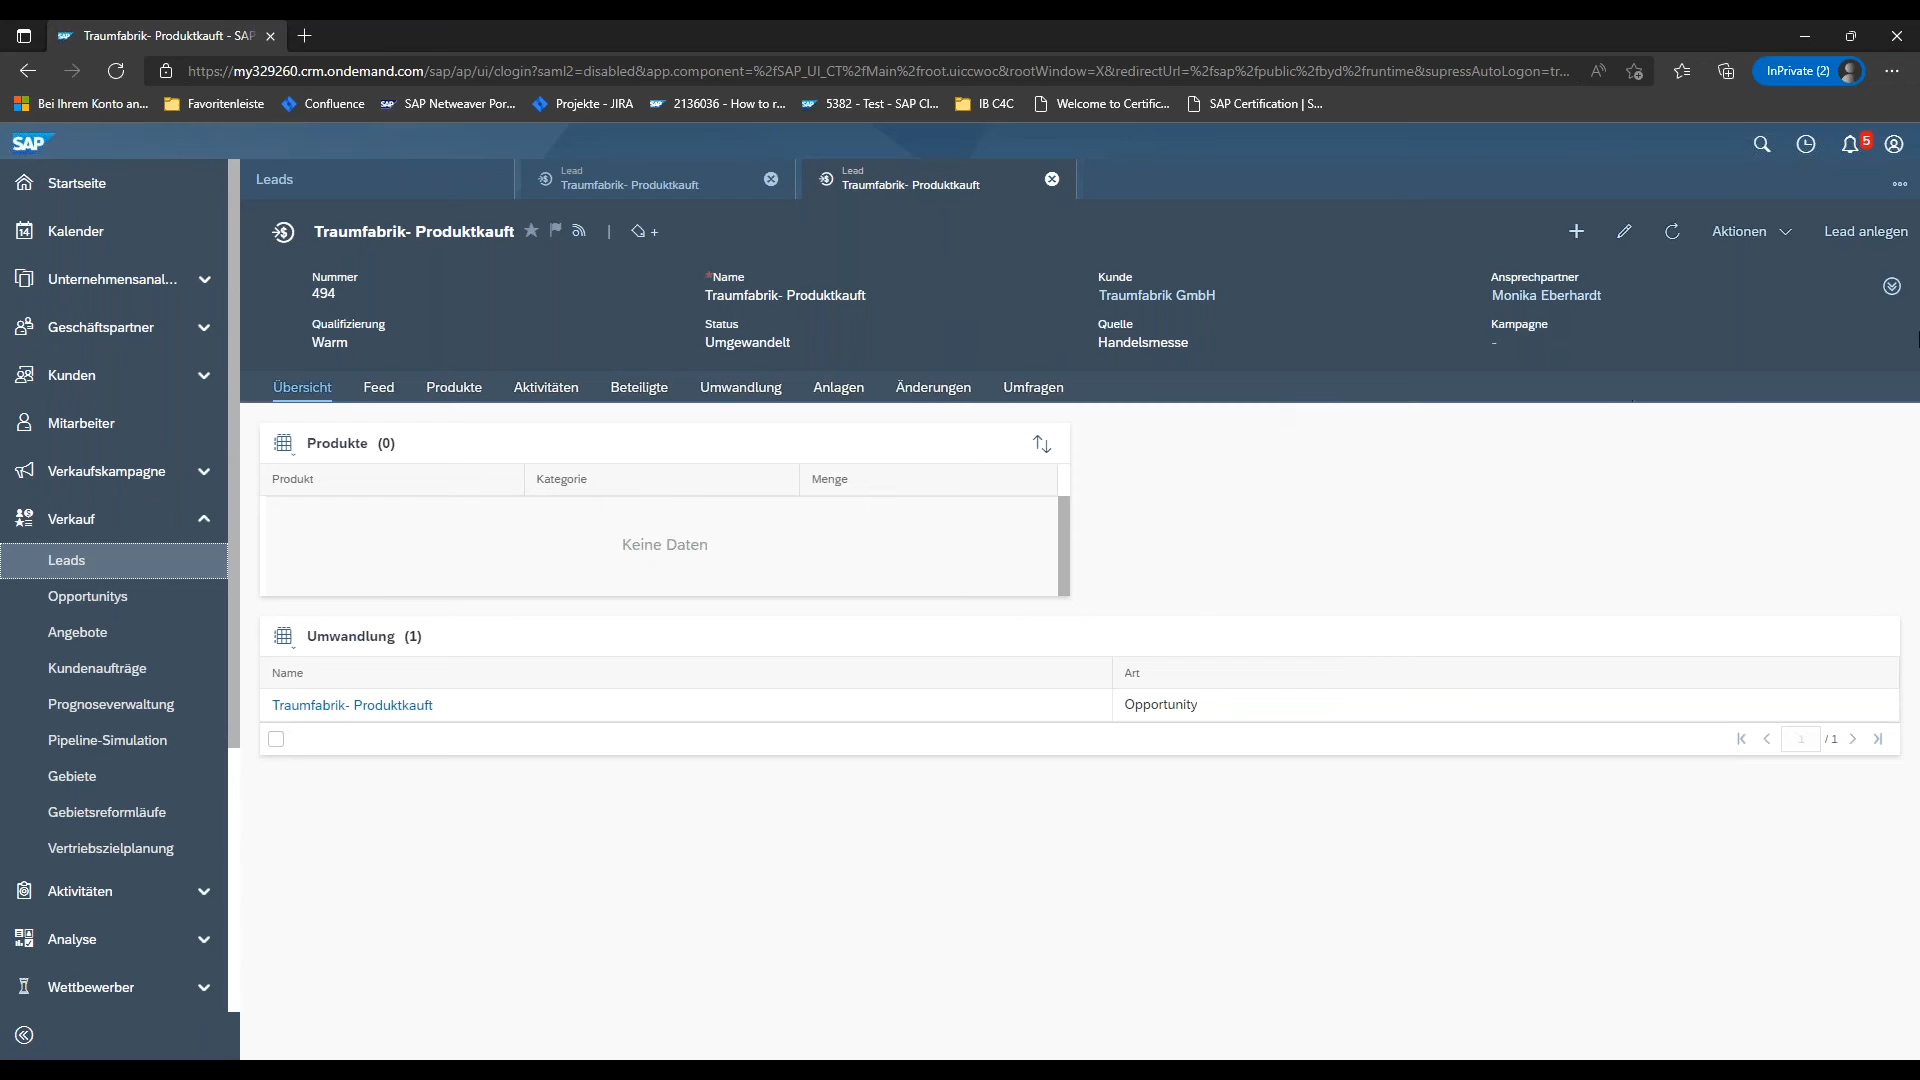 Traumfabrik- Produktkauft - SAP
https://my329260.crm.ondemand.com/sap/ap/ui/clogin?saml2=disabled&app.component=%2fSAP_UI_CT%2fMain%2froot.uiccwoc&rootWindow=X&redirectUrl=%2fsap%2fpublic%2fbyd%2fruntime&supressAutoLogon=tr...
InPrivate (2)
Bei Ihrem Konto an...
Favoritenleiste
Confluence
SAP Netweaver Por...
Projekte - JIRA
2136036 - How to r...
5382 - Test - SAP Cl...
IB C4C
Welcome to Certific...
SAP Certification | S...
SAP
5
Startseite
Kalender
14
Unternehmensanal...
Geschäftspartner
Kunden
Mitarbeiter
Verkaufskampagne
Verkauf
Leads
Opportunitys
Angebote
Kundenaufträge
Prognoseverwaltung
Pipeline-Simulation
Gebiete
Gebietsreformläufe
Vertriebszielplanung
Aktivitäten
Analyse
Wettbewerber
Leads
Lead
Traumfabrik- Produktkauft
Lead
Traumfabrik- Produktkauft
Traumfabrik- Produktkauft
Aktionen
Lead anlegen
Nummer
494
*Name
Traumfabrik- Produktkauft
Kunde
Traumfabrik GmbH
Ansprechpartner
Monika Eberhardt
Qualifizierung
Warm
Status
Umgewandelt
Quelle
Handelsmesse
Kampagne
-
Übersicht
Feed
Produkte
Aktivitäten
Beteiligte
Umwandlung
Anlagen
Änderungen
Umfragen
Produkte (0)
Produkt
Kategorie
Menge
Keine Daten
Umwandlung (1)
Name
Art
Traumfabrik- Produktkauft
Opportunity
1
/ 1